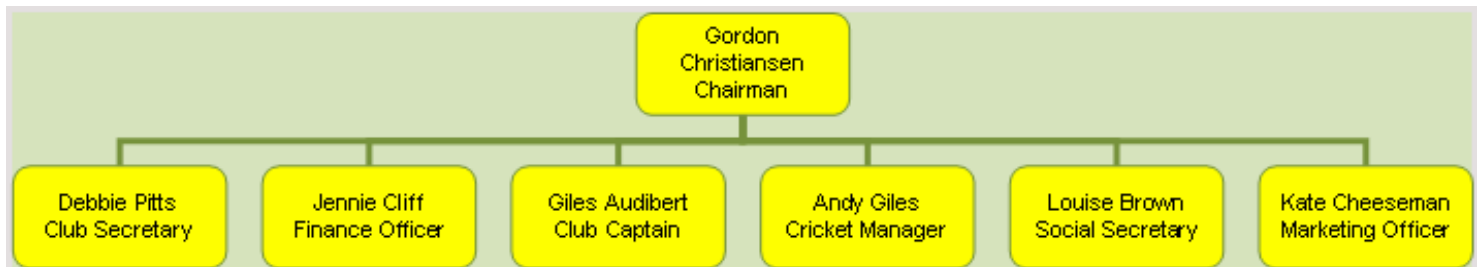 Gordon
Christiansen
Chairman
Debbie Pitts
Club Secretary
Jennie Cliff
Finance Officer
Giles Audibert
Club Captain
Andy Giles
Cricket Manager
Louise Brown
Social Secretary
Kate Cheeseman
Marketing Officer